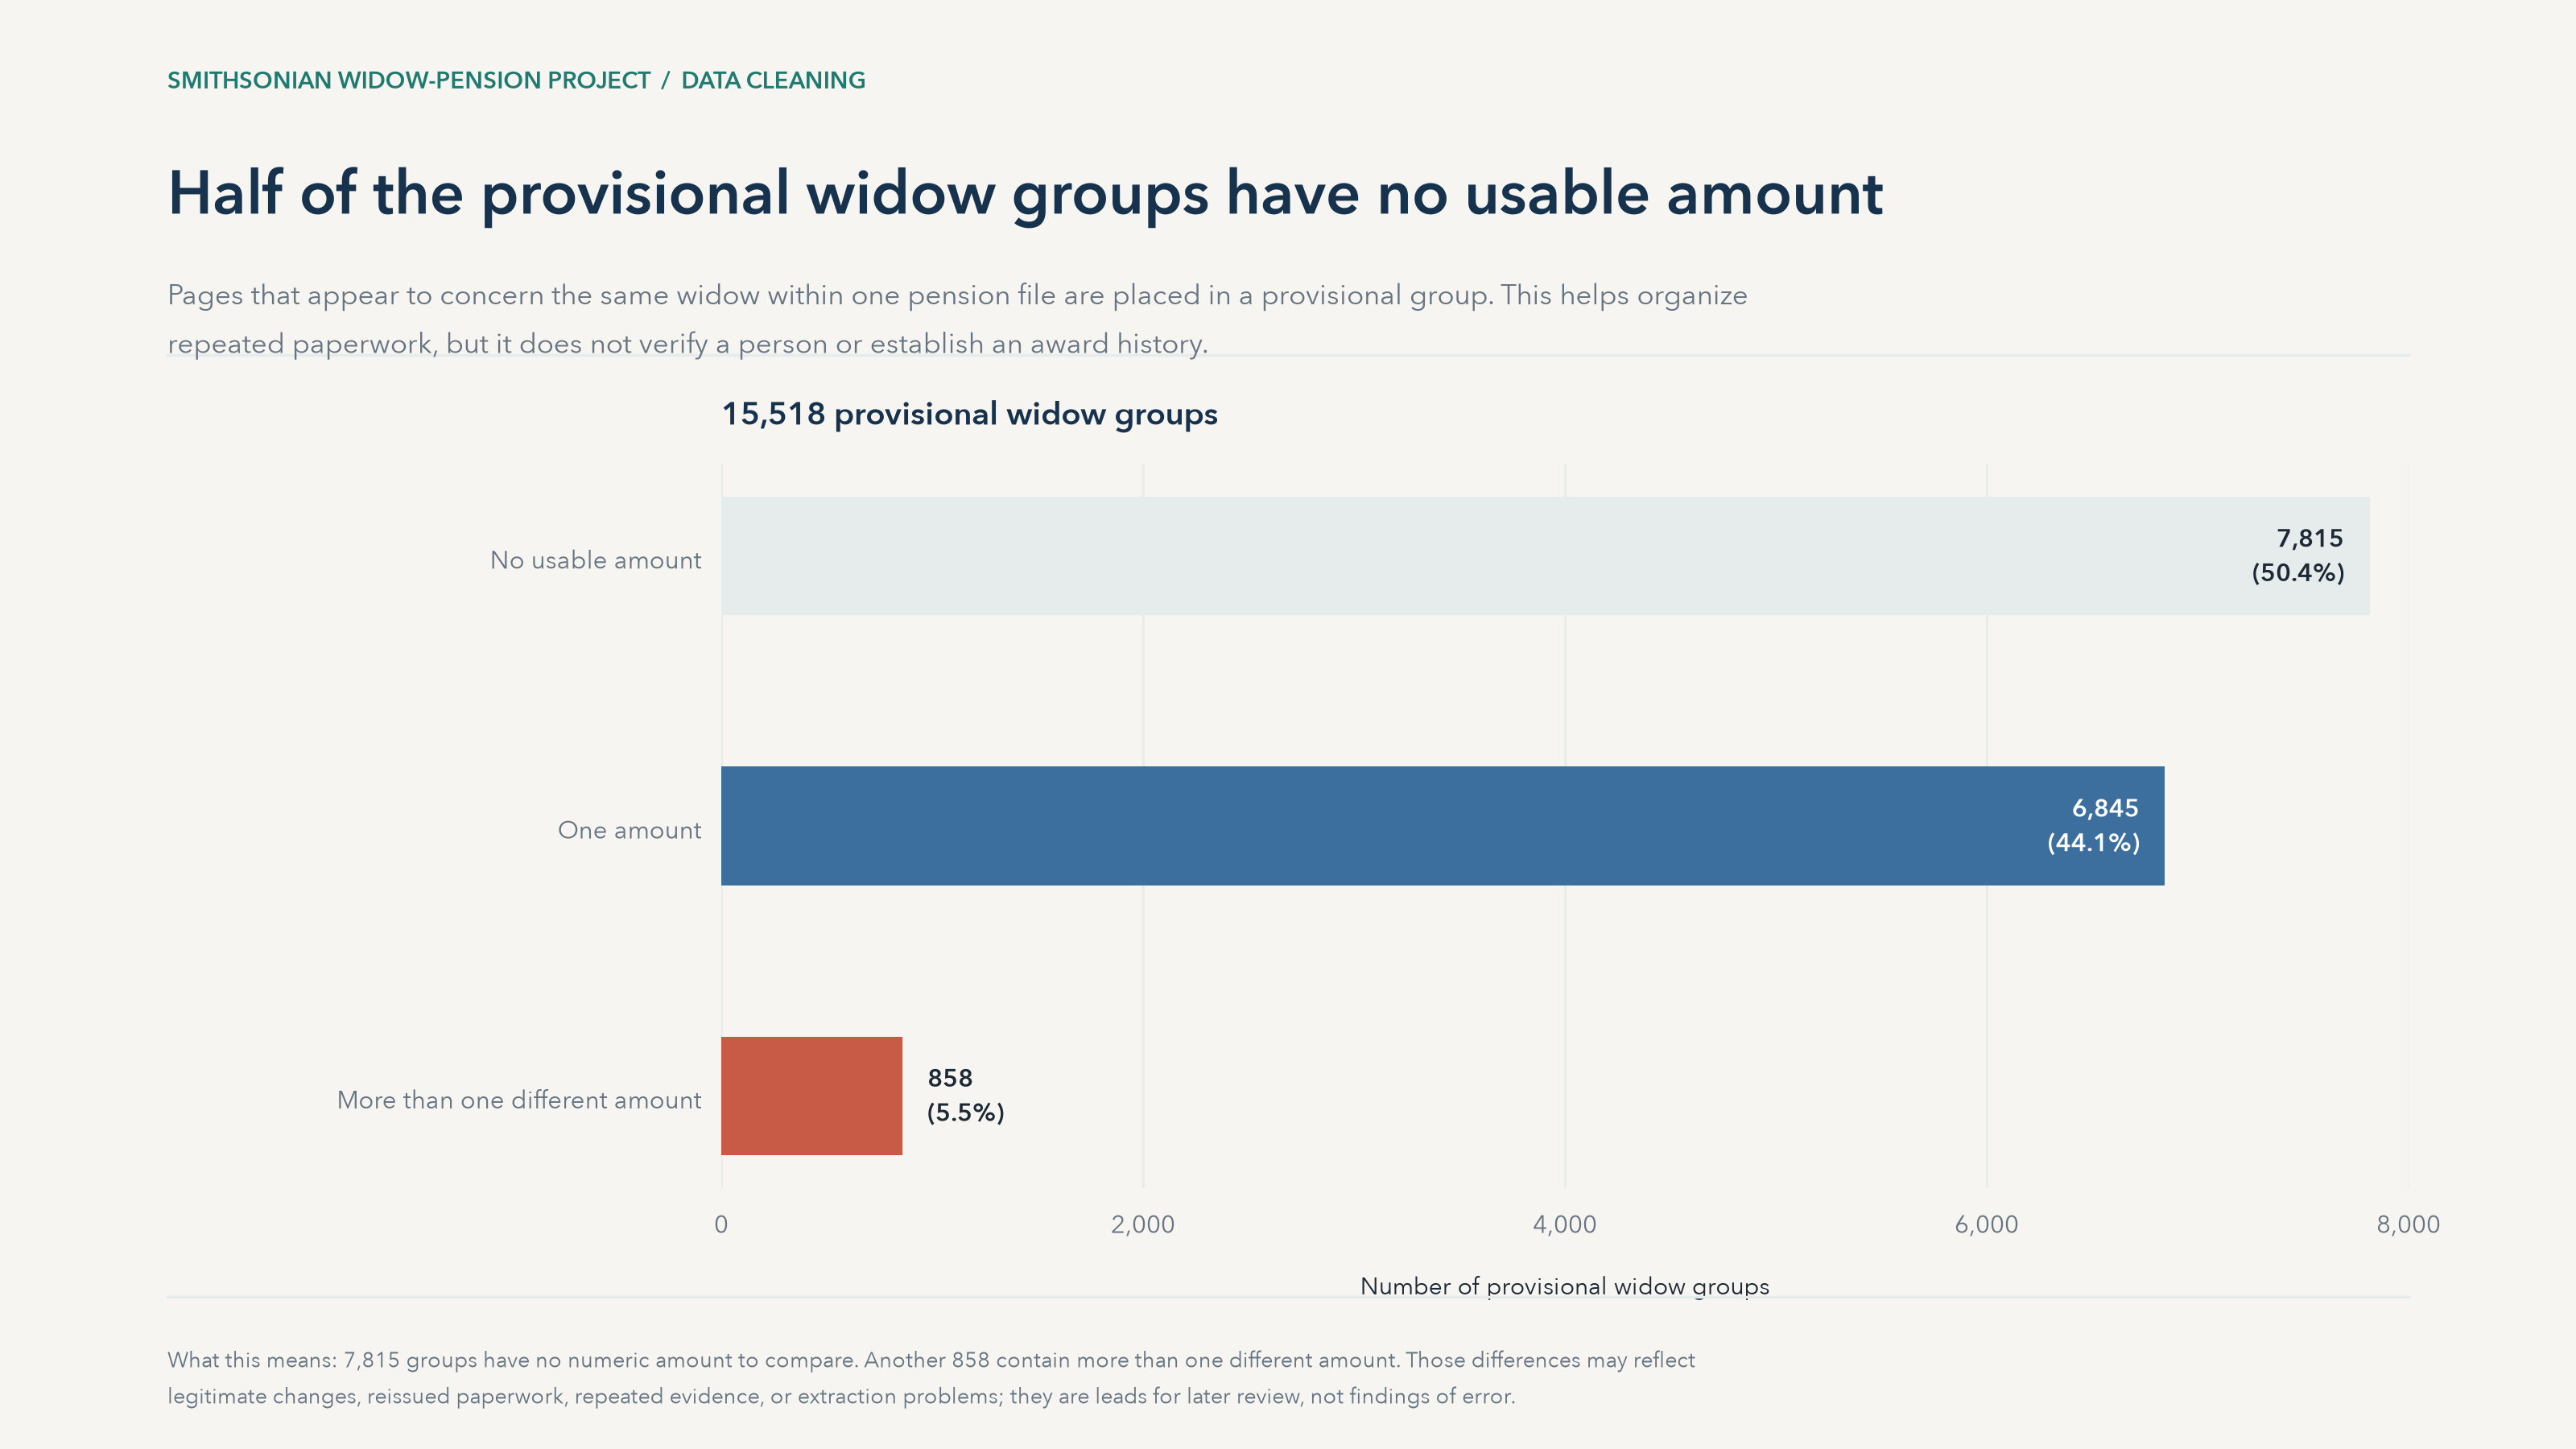 SMITHSONIAN WIDOW-PENSION PROJECT / DATA CLEANING
Half of the provisional widow groups have no usable amount
Pages that appear to concern the same widow within one pension file are placed in a provisional group. This helps organize
repeated paperwork, but it does not verify a person or establish an award history.
15,518 provisional widow groups
No usable amount
7,815
(50.4%)
One amount
6,845
(44.1%)
More than one different amount
858
(5.5%)
0 2,000 4,000 6,000 8,000
Number of provisional widow groups
What this means: 7,815 groups have no numeric amount to compare. Another 858 contain more than one different amount. Those differences may reflect
legitimate changes, reissued paperwork, repeated evidence, or extraction problems; they are leads for later review, not findings of error.